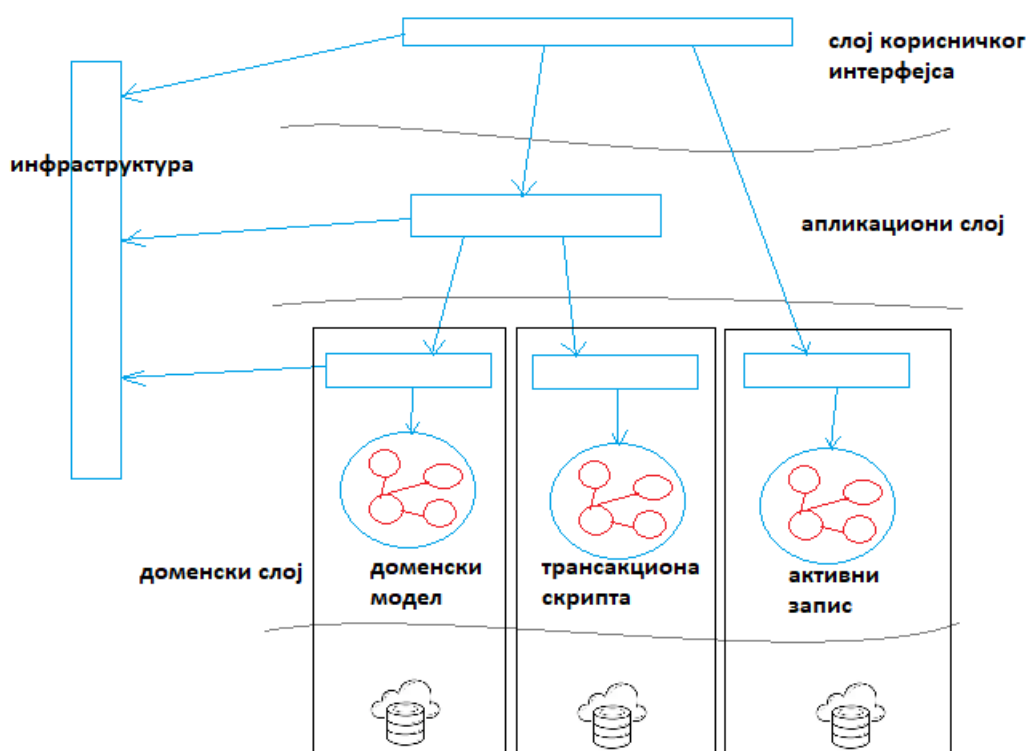 слој корисничког
интерфејса
инфраструктура
апликациони слој
доменски слој
доменски
модел
трансакциона
скрипта
активни
запис